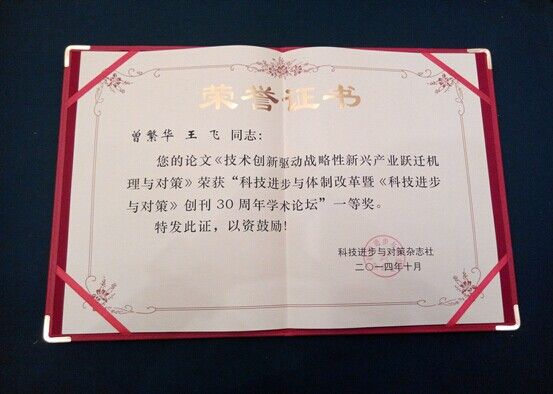 荣誉证书
曾繁华 王 飞 同志:
您的论文《技术创新驱动战略性新兴产业跃迁机
理与对策》荣获“科技进步与体制改革暨《科技进步
与对策》创刊 30 周年学术论坛”一等奖。
特发此证,以资鼓励!
科技进步与对策杂志社
二〇一四年十月